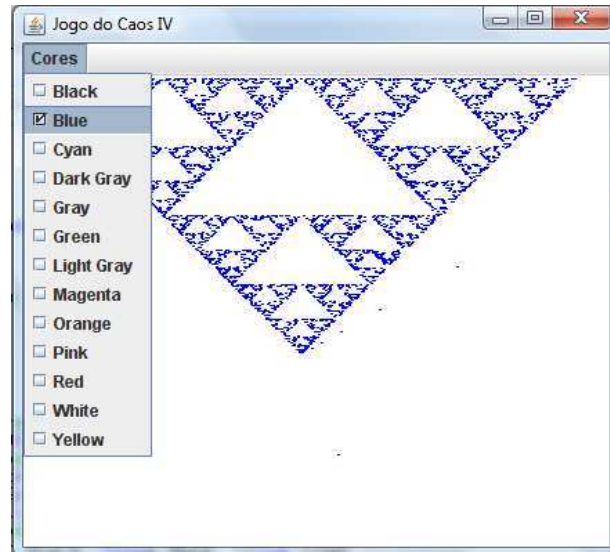 Jogo do Caos IV
Cores
Black
Blue
Cyan
Dark Gray
Gray
Green
Light Gray
Magenta
Orange
Pink
Red
White
Yellow